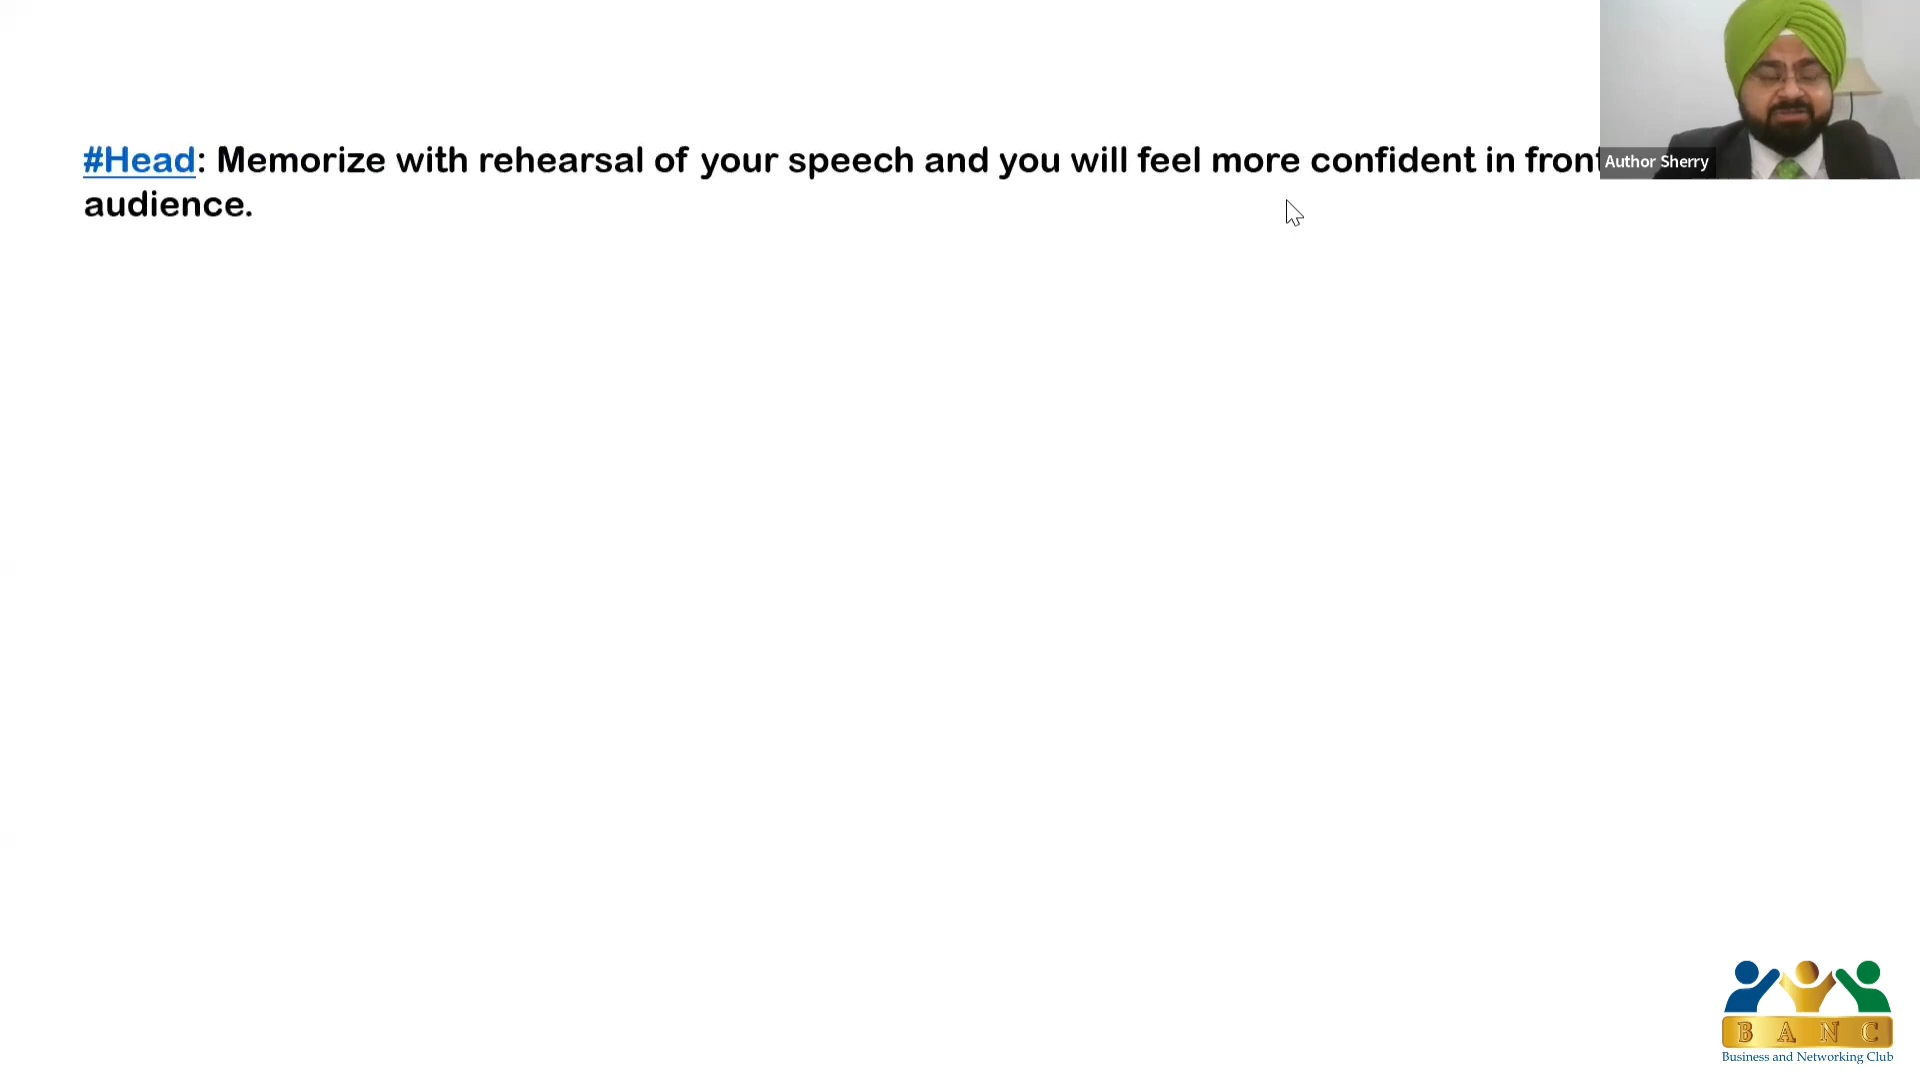 #Head: Memorize with rehearsal of your speech and you will feel more confident in front
audience.
Author Sherry
B A N C
Business and Networking Club